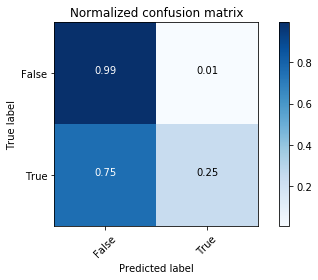 Normalized confusion matrix
True label
False
0.99
0.01
True
0.75
0.25
False
True
Predicted label
0.8
0.6
0.4
0.2